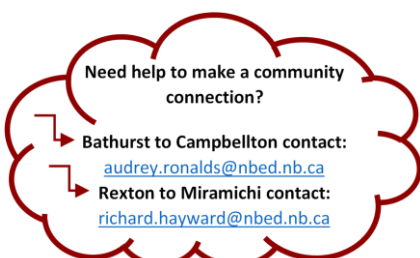 Need help to make a community
connection?
Bathurst to Campbellton contact:
audrey.ronalds@nbed.nb.ca
Rexton to Miramichi contact:
richard.hayward@nbed.nb.ca